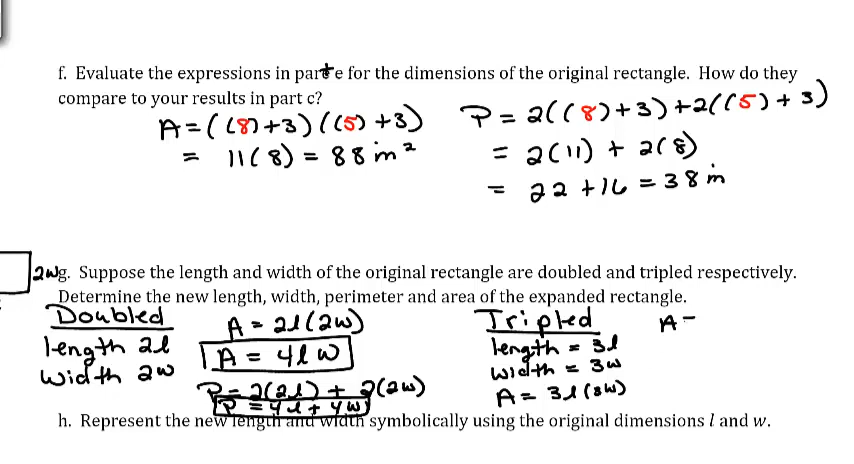 f. Evaluate the expressions in part e for the dimensions of the original rectangle. How do they
compare to your results in part c?
A = ((8)+3)((5)+3)
= 11(8) = 88 in²
P = 2((8)+3)+2((5)+3)
= 2(11) + 2(8)
= 22 + 16 = 38 in
2w
g. Suppose the length and width of the original rectangle are doubled and tripled respectively.
Determine the new length, width, perimeter and area of the expanded rectangle.
Doubled
length 2l
width 2w
A = 2l(2w)
A = 4lw
P = 2(2l) + 2(2w)
P = 4l + 4w
Tripled
length = 3l
width = 3w
A = 3l(3w)
A =
h. Represent the new length and width symbolically using the original dimensions l and w.